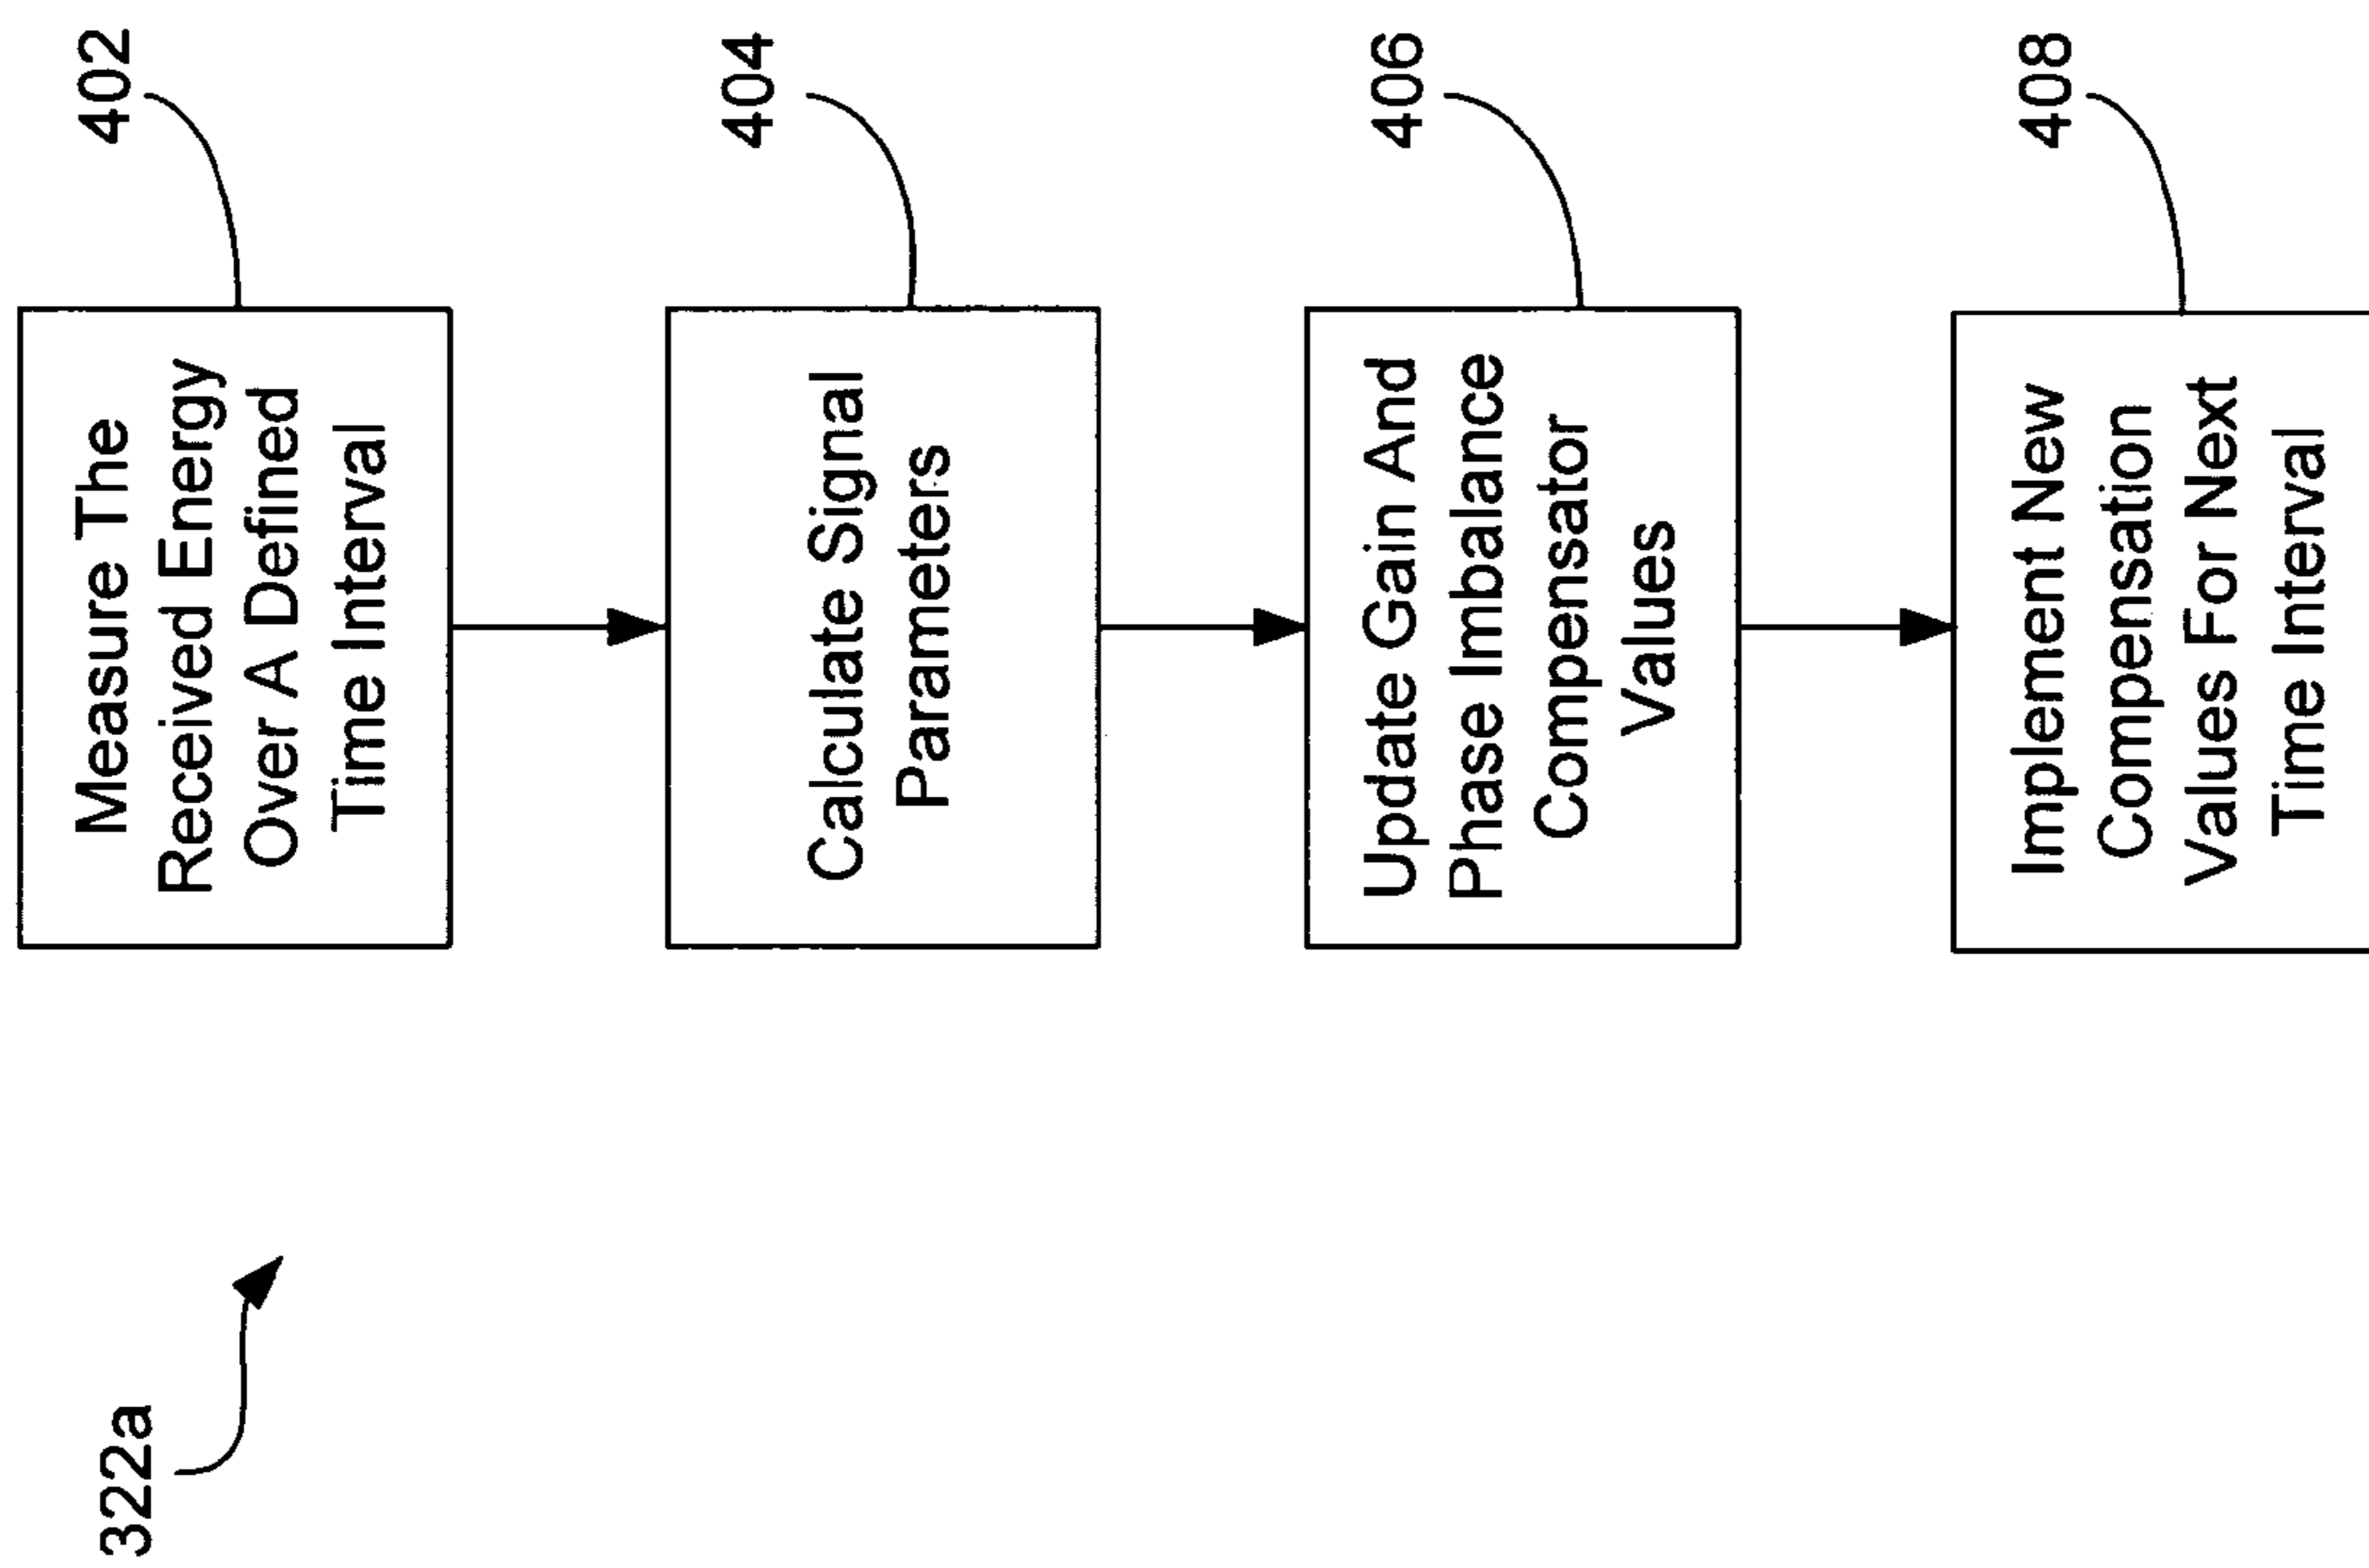 322a
Measure The
Received Energy
Over A Defined
Time Interval
402
Calculate Signal
Parameters
404
Update Gain And
Phase Imbalance
Compensator
Values
406
Implement New
Compensation
Values For Next
Time Interval
408